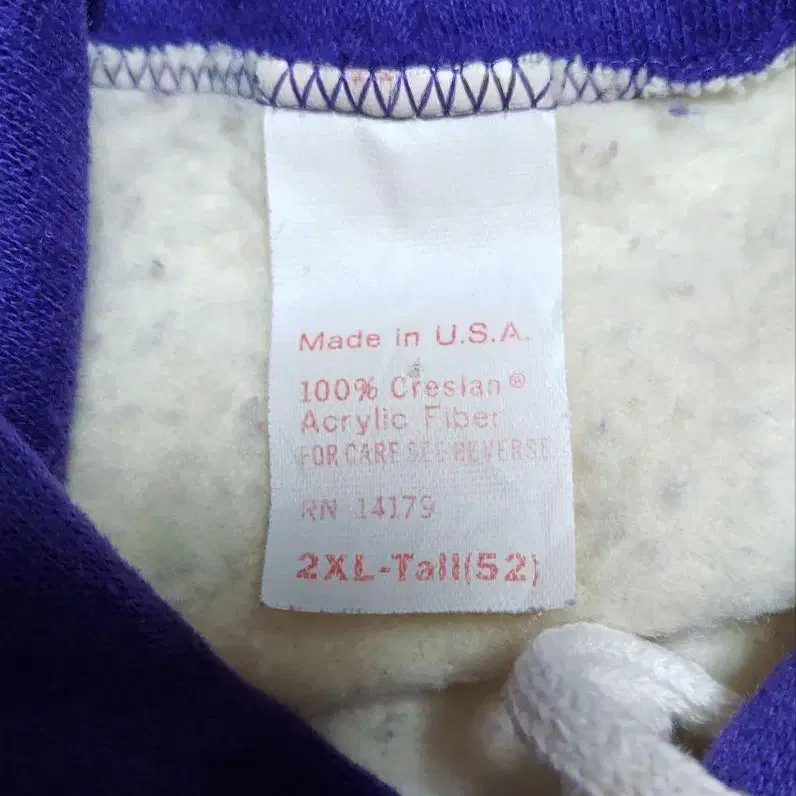 Made in U.S.A.
100% Creslan®
Acrylic Fiber
FOR CARE SEE REVERSE
RN 14179
2XL-Tall(52)